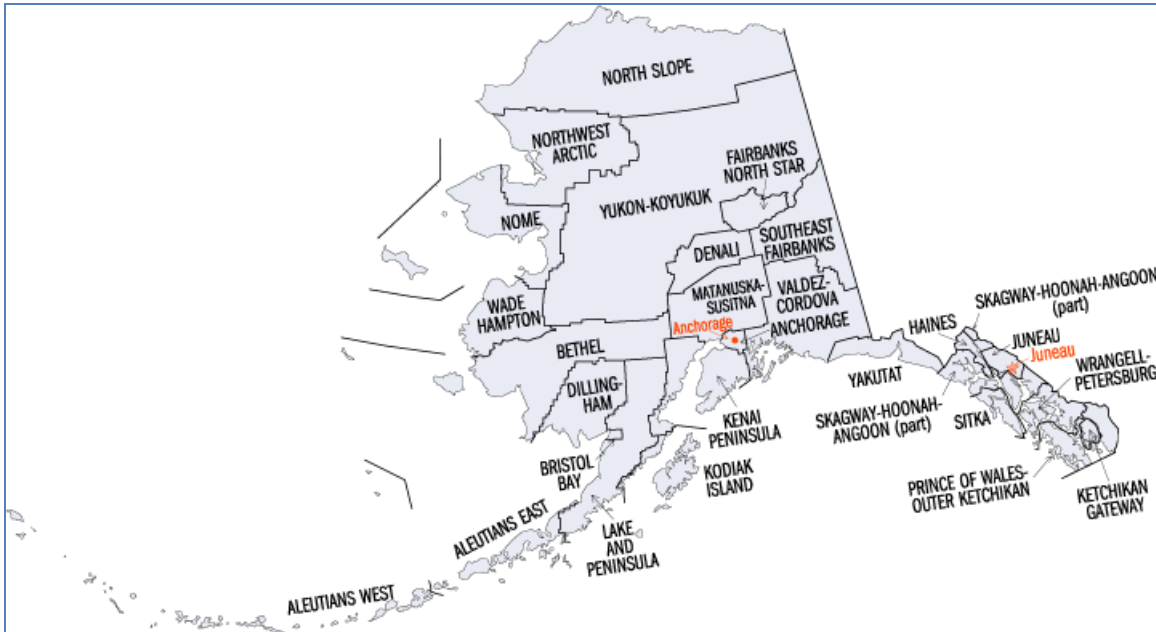 NORTH SLOPE
NORTHWEST
ARCTIC
FAIRBANKS
NORTH STAR
YUKON-KOYUKUK
NOME
SOUTHEAST
FAIRBANKS
DENALI
MATANUSKA-
SUSITNA
VALDEZ-
CORDOVA
WADE
HAMPTON
Anchorage
ANCHORAGE
BETHEL
SKAGWAY-HOONAH-ANGOON
(part)
HAINES
JUNEAU
Juneau
WRANGELL-
PETERSBURG
YAKUTAT
DILLING-
HAM
SKAGWAY-HOONAH-
ANGOON (part)
SITKA
KENAI
PENINSULA
BRISTOL
BAY
KODIAK
ISLAND
PRINCE OF WALES-
OUTER KETCHIKAN
KETCHIKAN
GATEWAY
ALEUTIANS EAST
LAKE
AND
PENINSULA
ALEUTIANS WEST